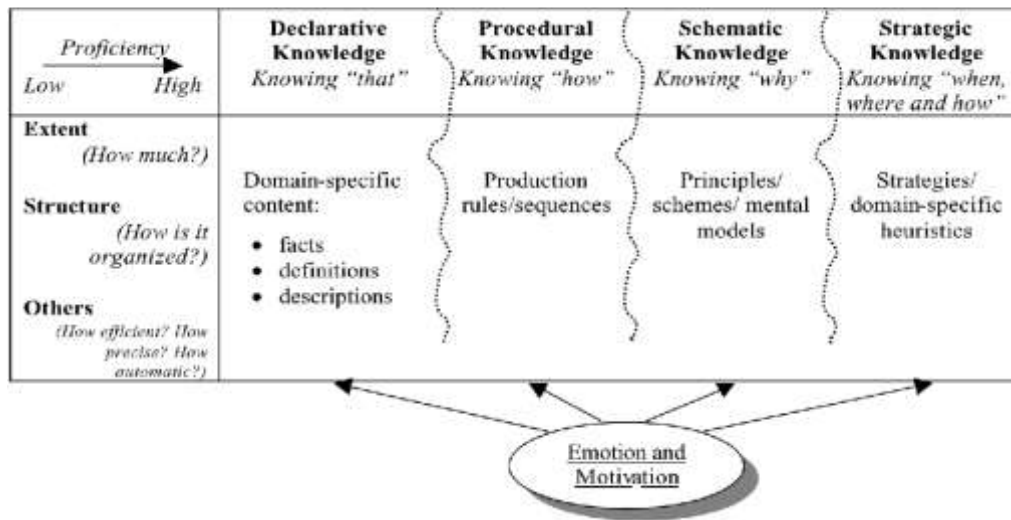 Proficiency
Low High
Declarative
Knowledge
Knowing “that”
Procedural
Knowledge
Knowing “how”
Schematic
Knowledge
Knowing “why”
Strategic
Knowledge
Knowing “when,
where and how”
Extent
(How much?)
Structure
(How is it
organized?)
Others
(How efficient? How
precise? How
automatic?)
Domain-specific
content:
• facts
• definitions
• descriptions
Production
rules/sequences
Principles/
schemes/ mental
models
Strategies/
domain-specific
heuristics
Emotion and
Motivation